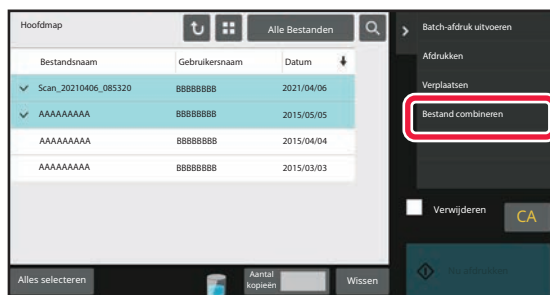 Hoofdmap
Alle Bestanden
Bestandsnaam Gebruikersnaam Datum
Scan_20210406_085320 BBBBBBBB 2021/04/06
AAAAAAAAA BBBBBBBB 2015/05/05
AAAAAAAAA BBBBBBBB 2015/04/04
AAAAAAAAA BBBBBBBB 2015/03/03
Alles selecteren
Aantal
kopieën
Wissen
Batch-afdruk uitvoeren
Afdrukken
Verplaatsen
Bestand combineren
Verwijderen
CA
Nu afdrukken